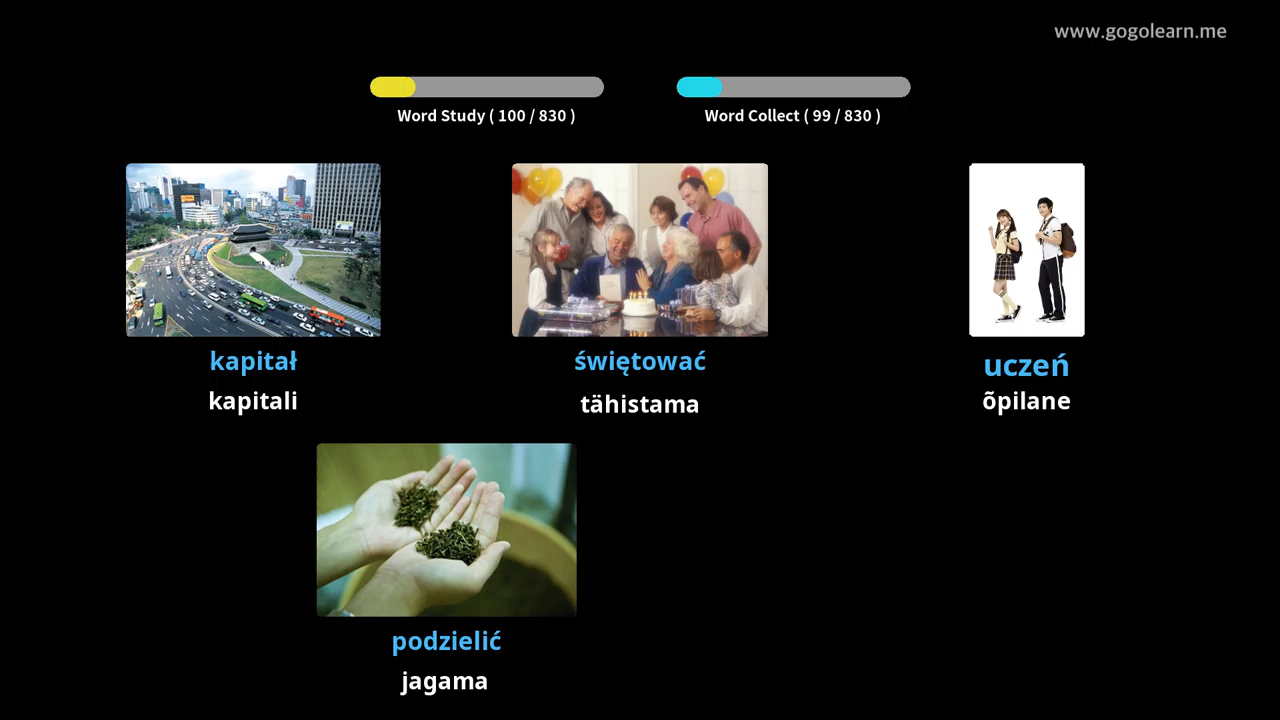 www.gogolearn.me
Word Study ( 100 / 830 )
Word Collect ( 99 / 830 )
kapitał
kapitali
świętować
tähistama
uczeń
õpilane
podzielić
jagama